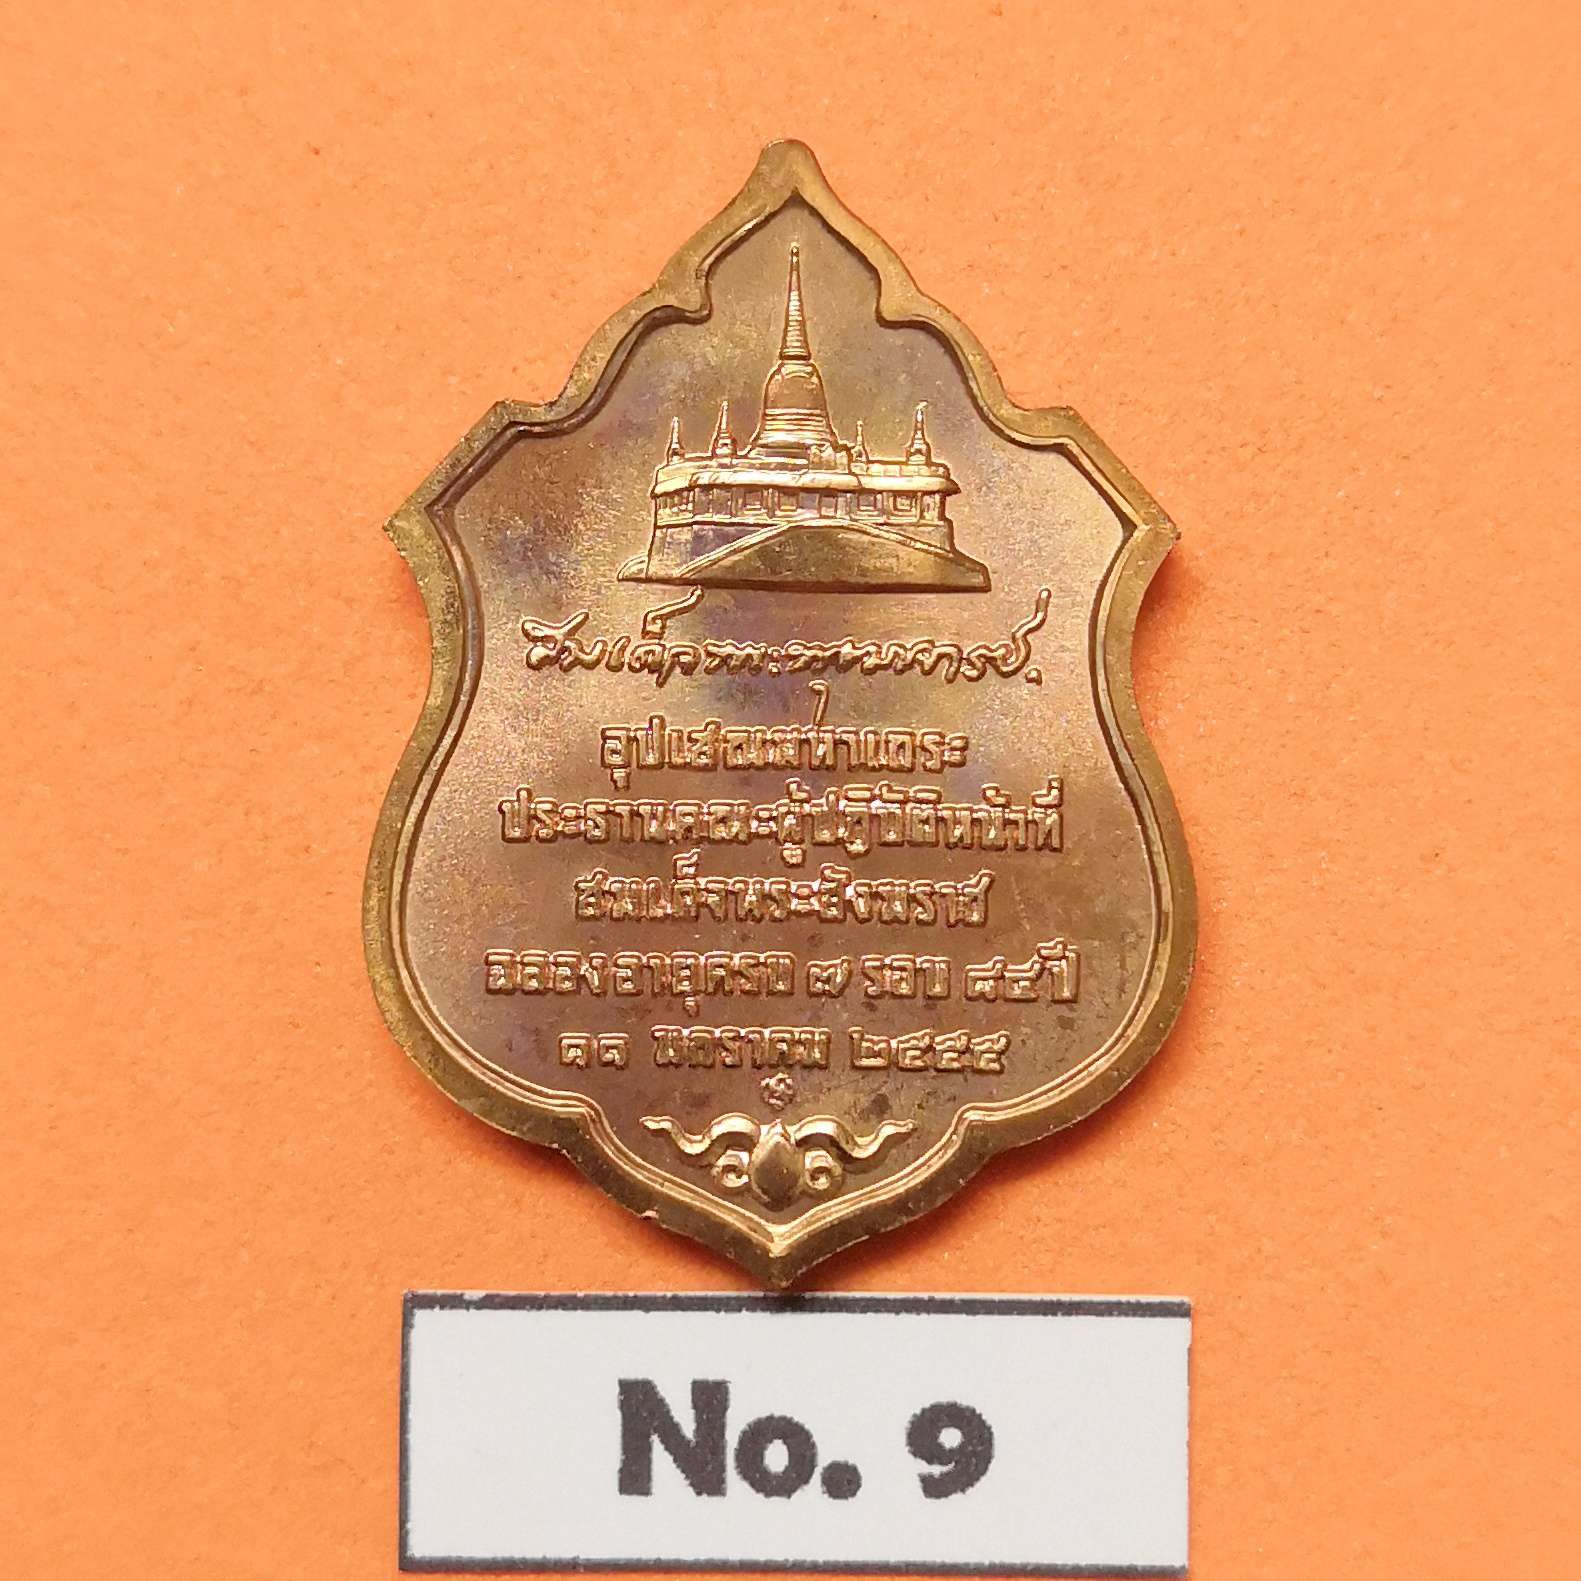 สมเด็จพระพุฒาจารย์
อุปเสณมหาเถระ
ประธานคณะผู้ปฏิบัติหน้าที่
สมเด็จพระสังฆราช
ฉลองอายุครบ ๗ รอบ ๘๔ ปี
๑๑ มกราคม ๒๕๕๕
No. 9